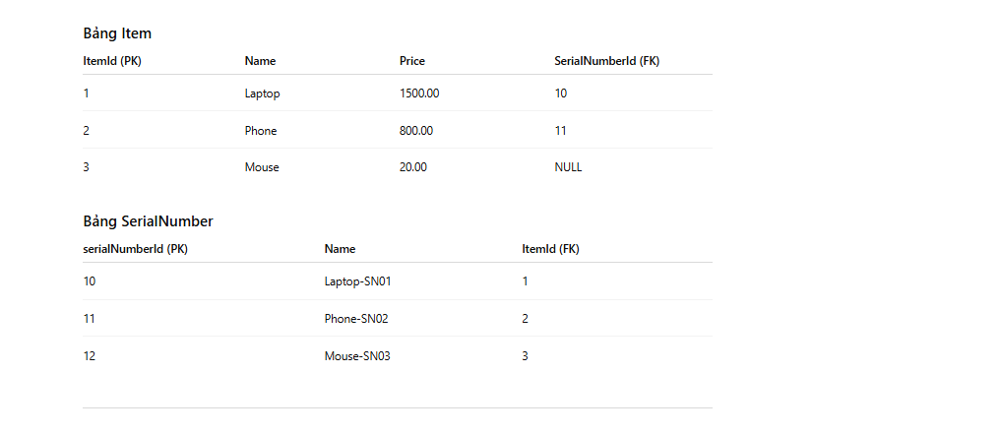 Bảng Item
ItemId (PK) Name Price SerialNumberId (FK)
1 Laptop 1500.00 10
2 Phone 800.00 11
3 Mouse 20.00 NULL
Bảng SerialNumber
serialNumberId (PK) Name ItemId (FK)
10 Laptop-SN01 1
11 Phone-SN02 2
12 Mouse-SN03 3